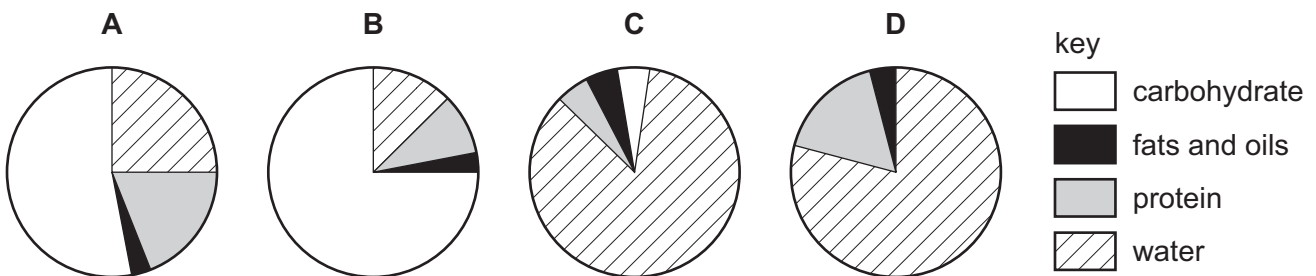 A B C D
key
carbohydrate
fats and oils
protein
water